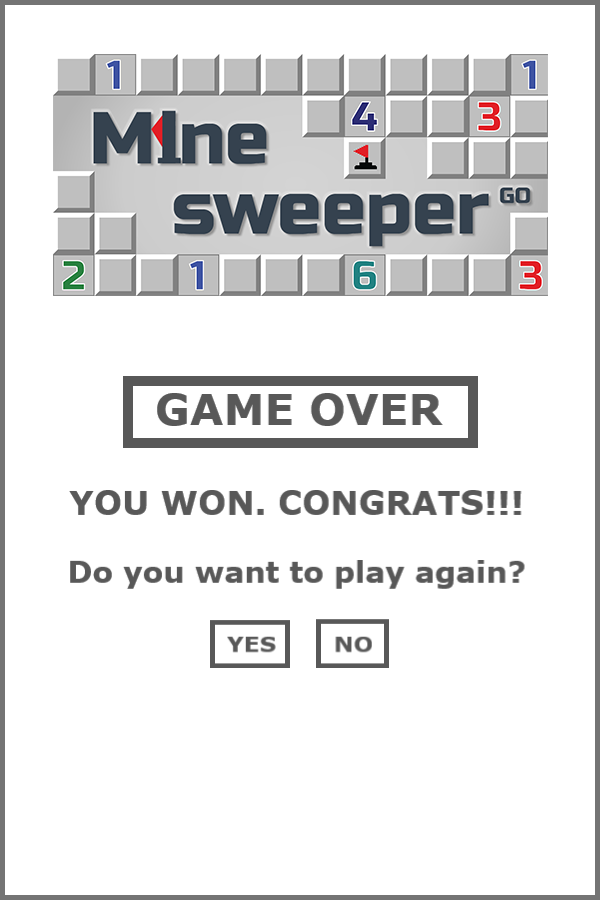 1 1
4 3
M1ne
sweeper GO
2 1 6 3
GAME OVER
YOU WON. CONGRATS!!!
Do you want to play again?
YES NO